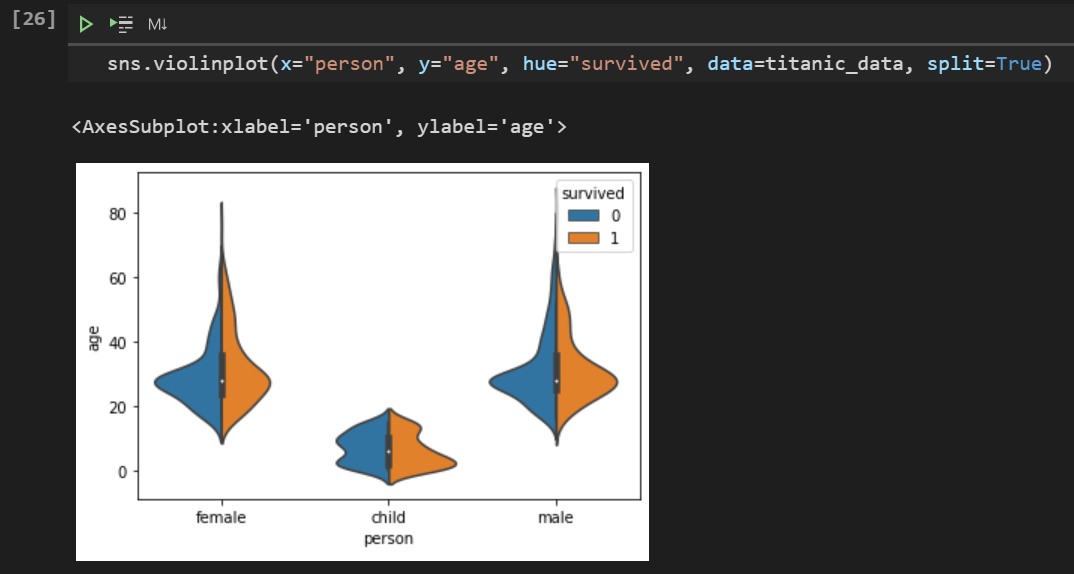 [26]
M↓
sns.violinplot(x="person", y="age", hue="survived", data=titanic_data, split=True)
<AxesSubplot:xlabel='person', ylabel='age'>
survived
0
1
80
60
40
20
0
age
female child male
person